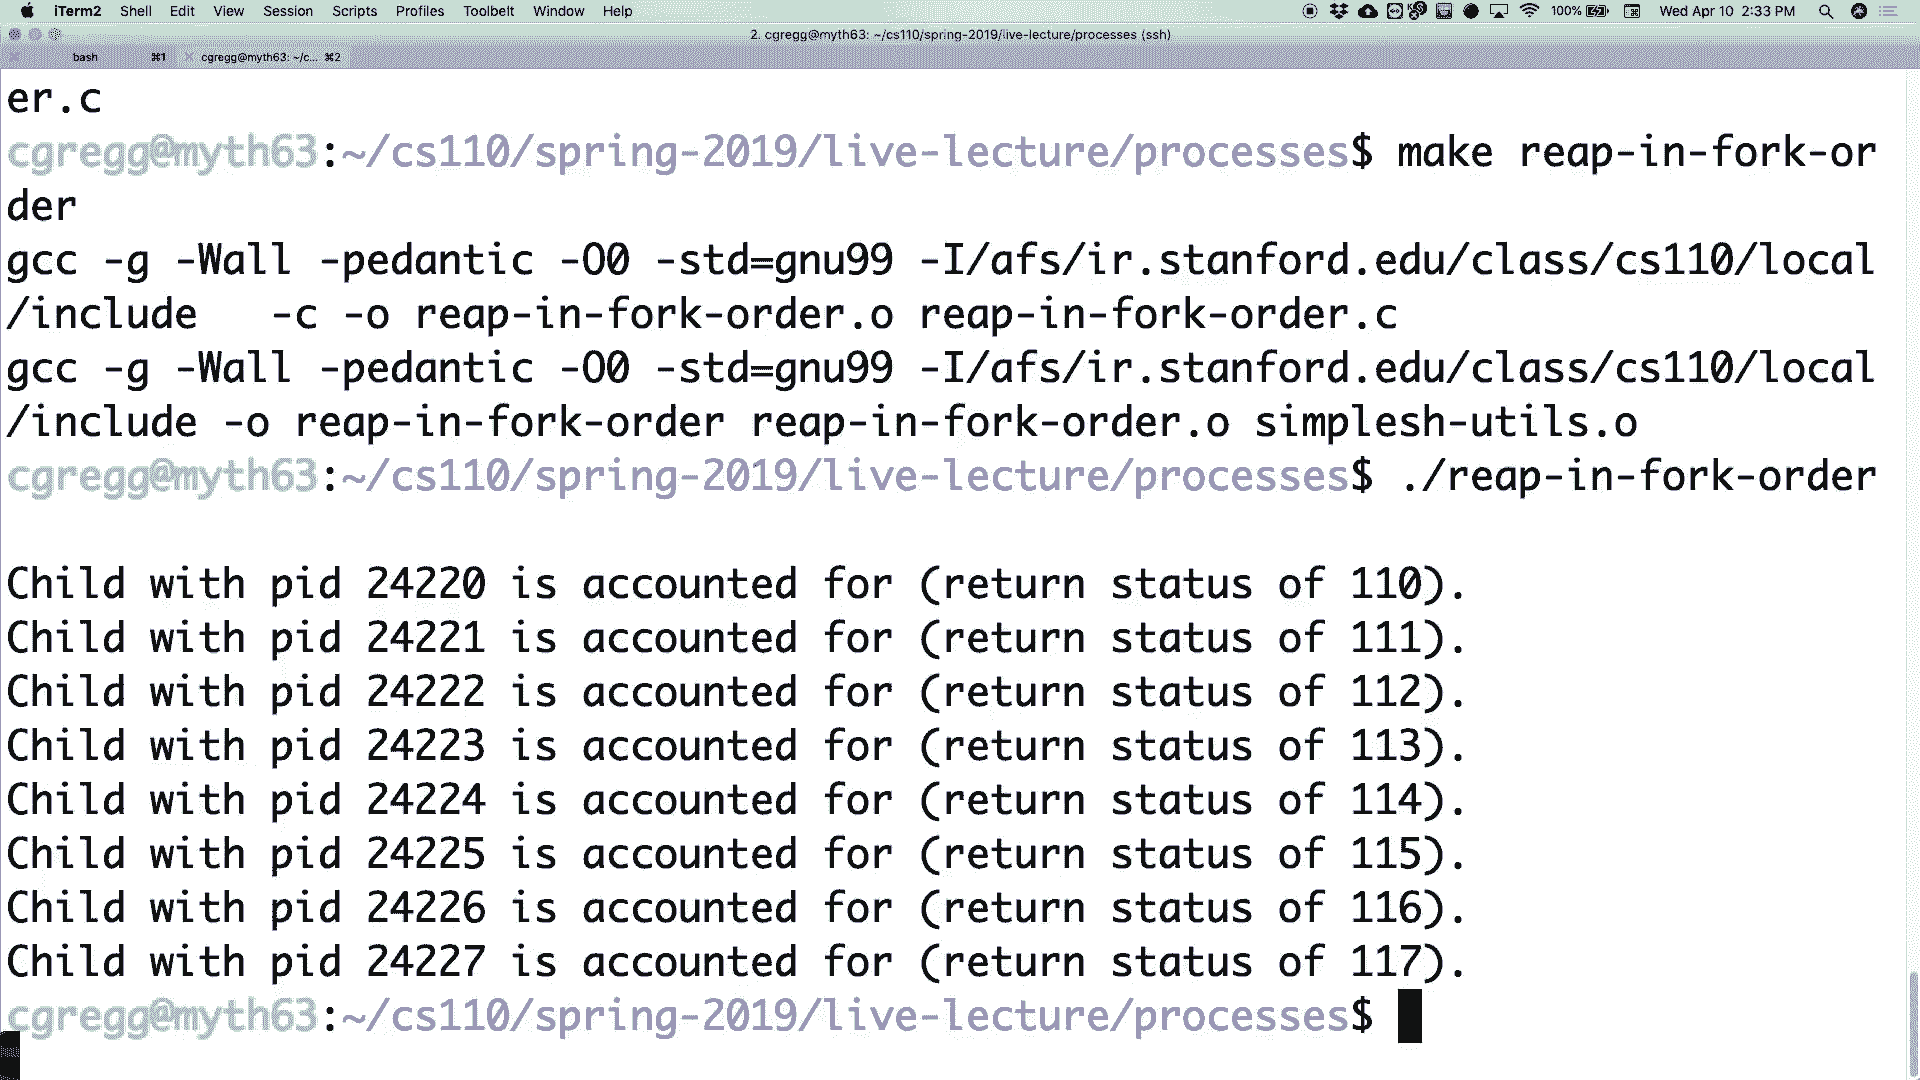 iTerm2 Shell Edit View Session Scripts Profiles Toolbelt Window Help 100% Wed Apr 10 2:33 PM
2. cgregg@myth63: ~/cs110/spring-2019/live-lecture/processes (ssh)
bash ⌘1 cgregg@myth63: ~/c... ⌘2
er.c
cgregg@myth63:~/cs110/spring-2019/live-lecture/processes$ make reap-in-fork-or
der
gcc -g -Wall -pedantic -O0 -std=gnu99 -I/afs/ir.stanford.edu/class/cs110/local
/include   -c -o reap-in-fork-order.o reap-in-fork-order.c
gcc -g -Wall -pedantic -O0 -std=gnu99 -I/afs/ir.stanford.edu/class/cs110/local
/include -o reap-in-fork-order reap-in-fork-order.o simplesh-utils.o
cgregg@myth63:~/cs110/spring-2019/live-lecture/processes$ ./reap-in-fork-order
Child with pid 24220 is accounted for (return status of 110).
Child with pid 24221 is accounted for (return status of 111).
Child with pid 24222 is accounted for (return status of 112).
Child with pid 24223 is accounted for (return status of 113).
Child with pid 24224 is accounted for (return status of 114).
Child with pid 24225 is accounted for (return status of 115).
Child with pid 24226 is accounted for (return status of 116).
Child with pid 24227 is accounted for (return status of 117).
cgregg@myth63:~/cs110/spring-2019/live-lecture/processes$